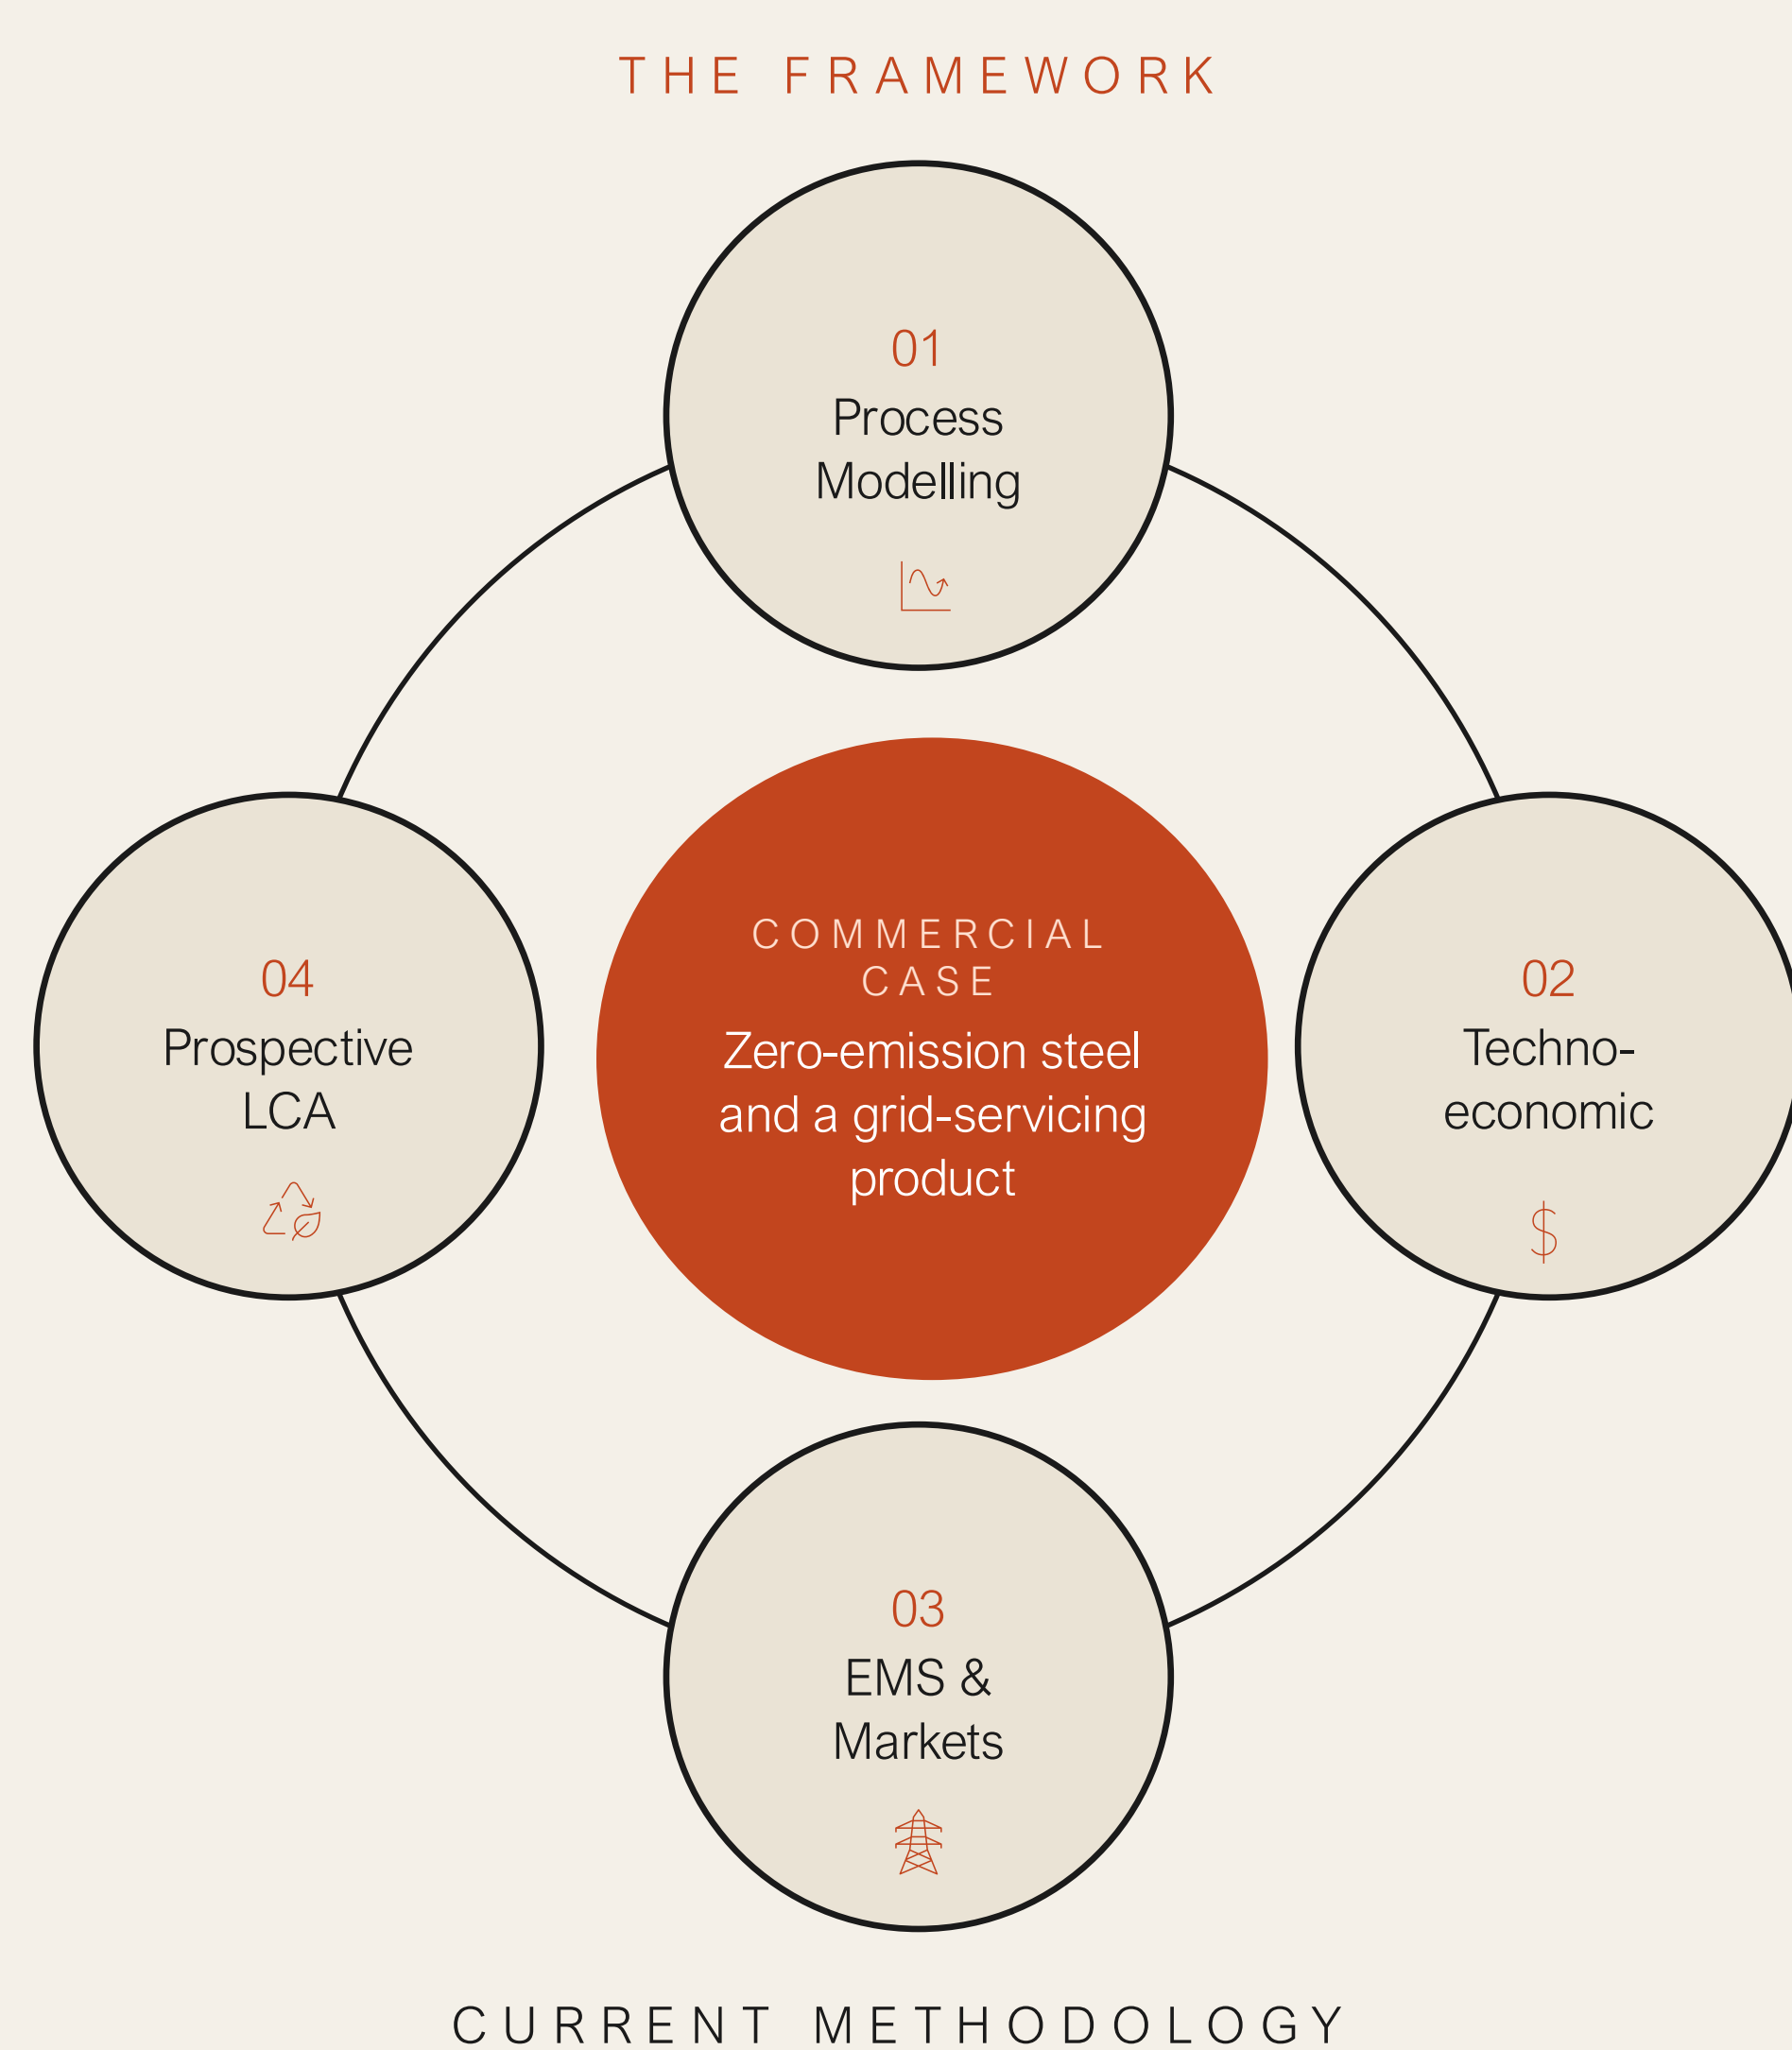 THE FRAMEWORK
01
Process
Modelling
COMMERCIAL
CASE
Zero-emission steel
and a grid-servicing
product
02
Techno-
economic
$
03
EMS &
Markets
04
Prospective
LCA
CURRENT METHODOLOGY